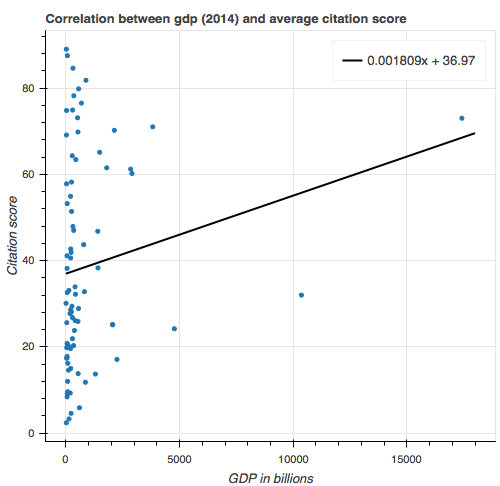 Correlation between gdp (2014) and average citation score
0.001809x + 36.97
Citation score
80
60
40
20
0
0 5000 10000 15000
GDP in billions